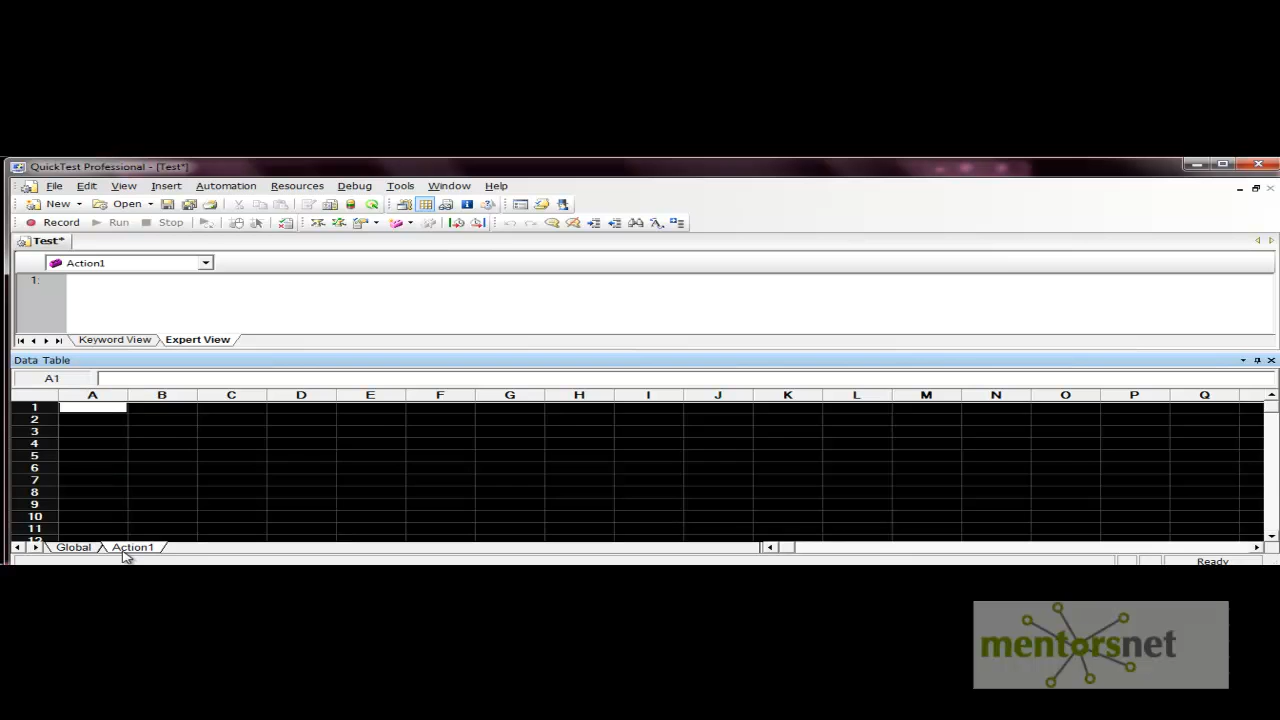 QuickTest Professional - [Test*]
File Edit View Insert Automation Resources Debug Tools Window Help
New Open
Record Run Stop
Test*
Action1
1:
Keyword View Expert View
Data Table
A1
A B C D E F G H I J K L M N O P Q
1
2
3
4
5
6
7
8
9
10
11
12
Global Action1
Ready
mentorsnet